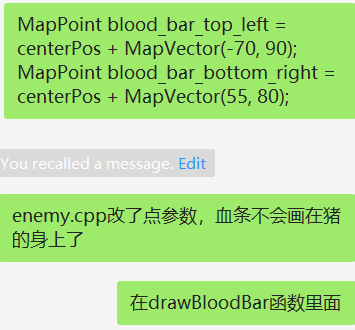 MapPoint blood_bar_top_left =
centerPos + MapVector(-70, 90);
MapPoint blood_bar_bottom_right =
centerPos + MapVector(55, 80);
You recalled a message. Edit
enemy.cpp改了点参数，血条不会画在猪
的身上了
在drawBloodBar函数里面